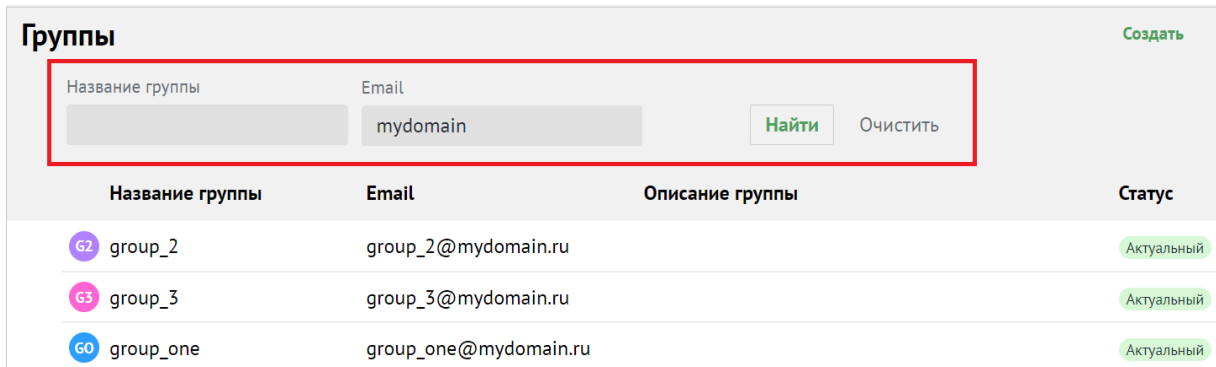 Группы Создать
Название группы Email
mydomain Найти Очистить
Название группы Email Описание группы Статус
G2 group_2 group_2@mydomain.ru Актуальный
G3 group_3 group_3@mydomain.ru Актуальный
GO group_one group_one@mydomain.ru Актуальный